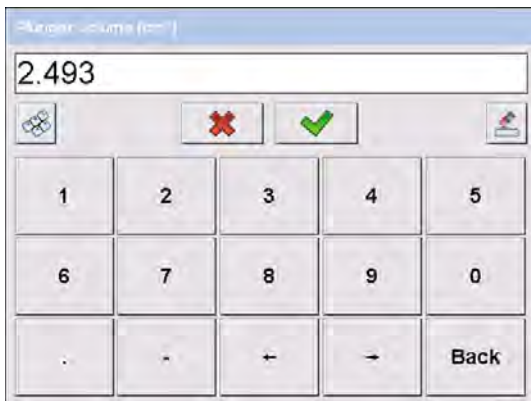 Plunger volume [cm³]
2.493
1 2 3 4 5
6 7 8 9 0
. - ← → Back